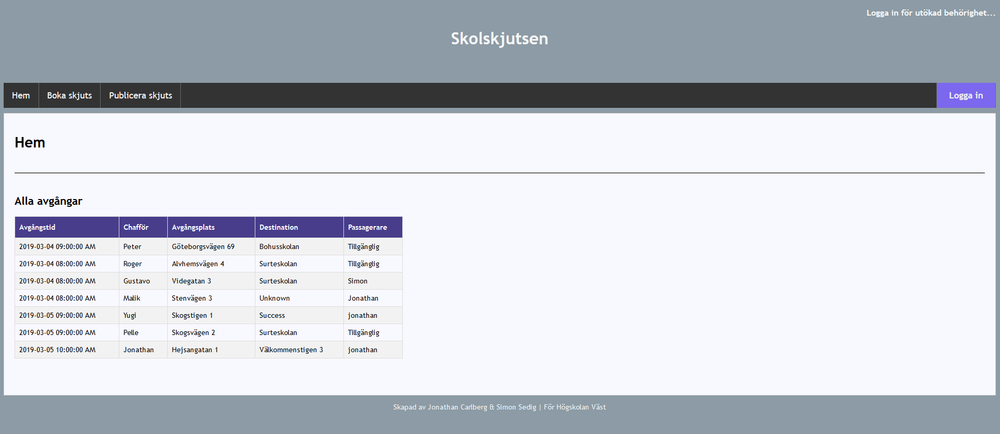 Logga in för utökad behörighet...
Skolskjutsen
Hem Boka skjuts Publicera skjuts Logga in
Hem
Alla avgångar
Avgångstid Chafför Avgångsplats Destination Passagerare
2019-03-04 09:00:00 AM Peter Göteborgsvägen 69 Bohusskolan Tillgänglig
2019-03-04 08:00:00 AM Roger Alvhemsvägen 4 Surteskolan Tillgänglig
2019-03-04 08:00:00 AM Gustavo Videgatan 3 Surteskolan Simon
2019-03-04 08:00:00 AM Malik Stenvägen 3 Unknown Jonathan
2019-03-05 09:00:00 AM Yugi Skogstigen 1 Success jonathan
2019-03-05 09:00:00 AM Pelle Skogsvägen 2 Surteskolan Tillgänglig
2019-03-05 10:00:00 AM Jonathan Hejsangatan 1 Välkommenstigen 3 jonathan
Skapad av Jonathan Carlberg & Simon Sedig | För Högskolan Väst